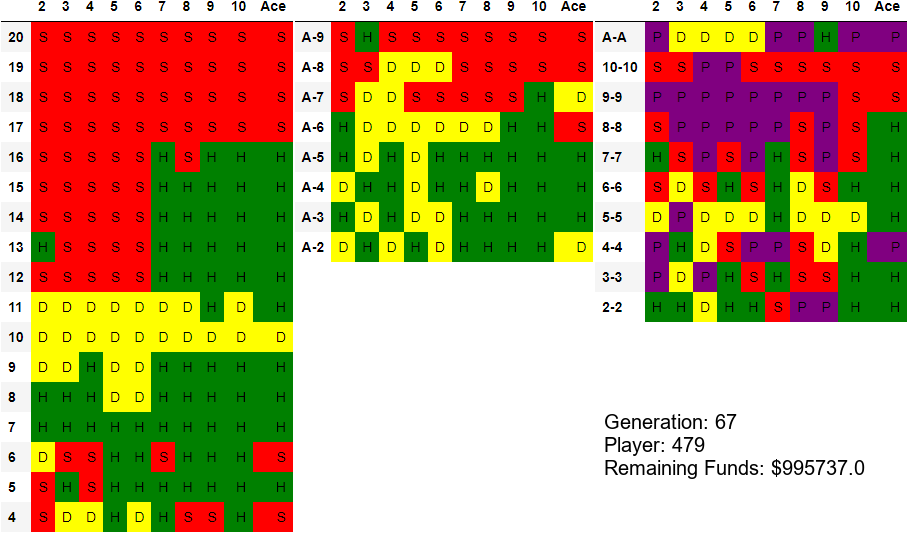 2 3 4 5 6 7 8 9 10 Ace
20 S S S S S S S S S S
19 S S S S S S S S S S
18 S S S S S S S S S S
17 S S S S S S S S S S
16 S S S S S H S H H H
15 S S S S S H H H H H
14 S S S S S H H H H H
13 H S S S S H H H H H
12 S S S S S H H H H H
11 D D D D D D D H D H
10 D D D D D D D D D D
9 D D H D D H H H H H
8 H H H D D H H H H H
7 H H H H H H H H H H
6 D S S H H S H H H S
5 S H S H H H H H H H
4 S D D H D H S S H S
2 3 4 5 6 7 8 9 10 Ace
A-9 S H S S S S S S S S
A-8 S S D D D S S S S S
A-7 S D D S S S S S H D
A-6 H D D D D D D H H S
A-5 H D H D H H H H H H
A-4 D H H D H H D H H H
A-3 H D H D D H H H H H
A-2 D H D H D H H H H D
2 3 4 5 6 7 8 9 10 Ace
A-A P D D D D P P H P P
10-10 S S P P S S S S S S
9-9 P P P P P P P P S S
8-8 S P P P P P S P S H
7-7 H S P S P H S P S H
6-6 S D S H S H D S H H
5-5 D P D D D H D D D H
4-4 P H D S P P S D H P
3-3 P D P H S H S S H H
2-2 H H D H H S P P H H
Generation: 67
Player: 479
Remaining Funds: $995737.0